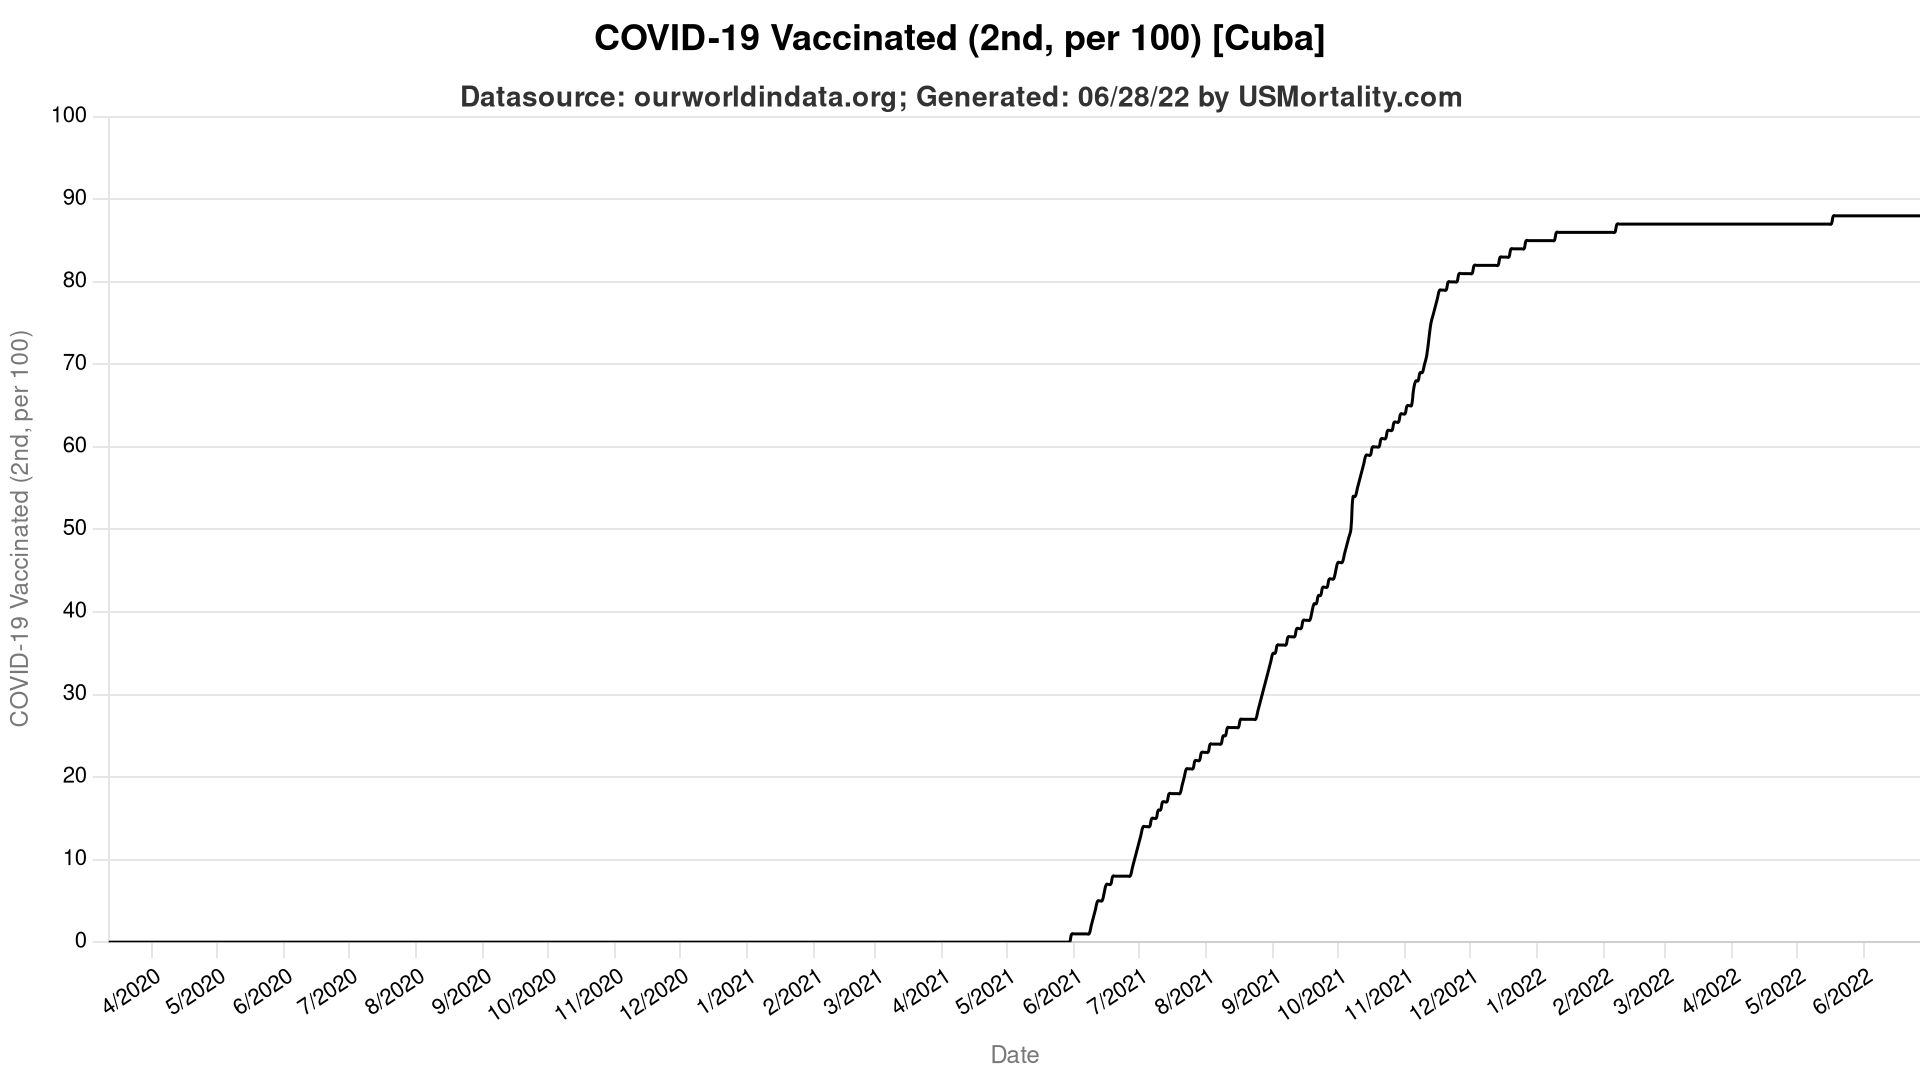 COVID-19 Vaccinated (2nd, per 100) [Cuba]
Datasource: ourworldindata.org; Generated: 06/28/22 by USMortality.com
COVID-19 Vaccinated (2nd, per 100)
100
90
80
70
60
50
40
30
20
10
0
4/2020 5/2020 6/2020 7/2020 8/2020 9/2020 10/2020 11/2020 12/2020 1/2021 2/2021 3/2021 4/2021 5/2021 6/2021 7/2021 8/2021 9/2021 10/2021 11/2021 12/2021 1/2022 2/2022 3/2022 4/2022 5/2022 6/2022
Date